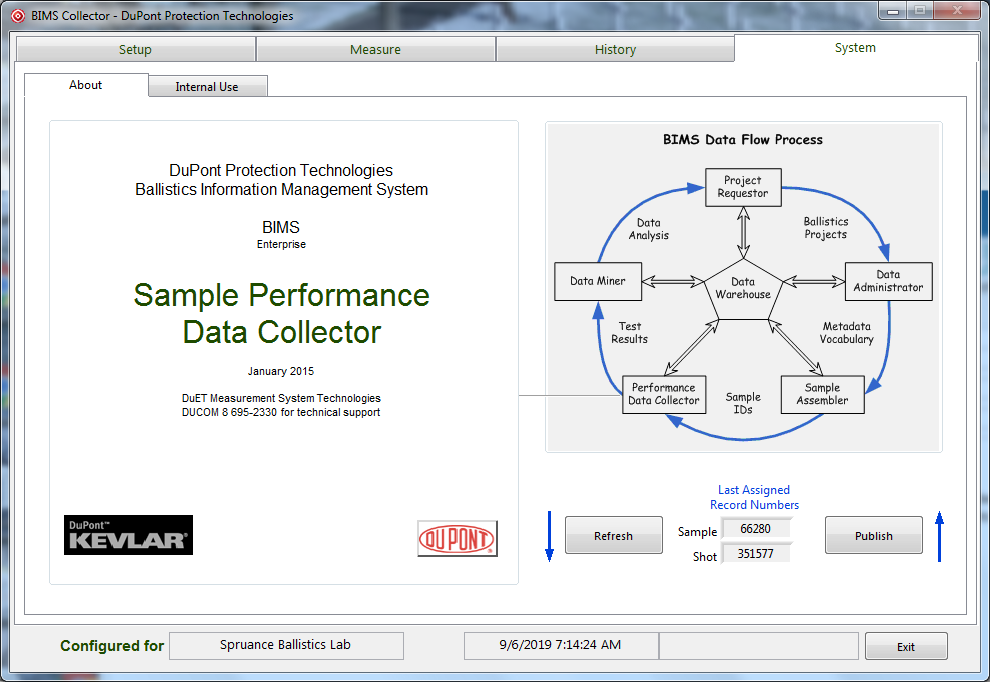 BIMS Collector - DuPont Protection Technologies
Setup
Measure
History
System
About
Internal Use
DuPont Protection Technologies
Ballistics Information Management System
BIMS
Enterprise
Sample Performance
Data Collector
January 2015
DuET Measurement System Technologies
DUCOM 8 695-2330 for technical support
DuPont™
KEVLAR®
DU PONT®
BIMS Data Flow Process
Project
Requestor
Data
Analysis
Ballistics
Projects
Data Miner
Data
Warehouse
Data
Administrator
Test
Results
Metadata
Vocabulary
Performance
Data Collector
Sample
IDs
Sample
Assembler
Last Assigned
Record Numbers
Refresh
Sample
66280
Shot
351577
Publish
Configured for
Spruance Ballistics Lab
9/6/2019 7:14:24 AM
Exit